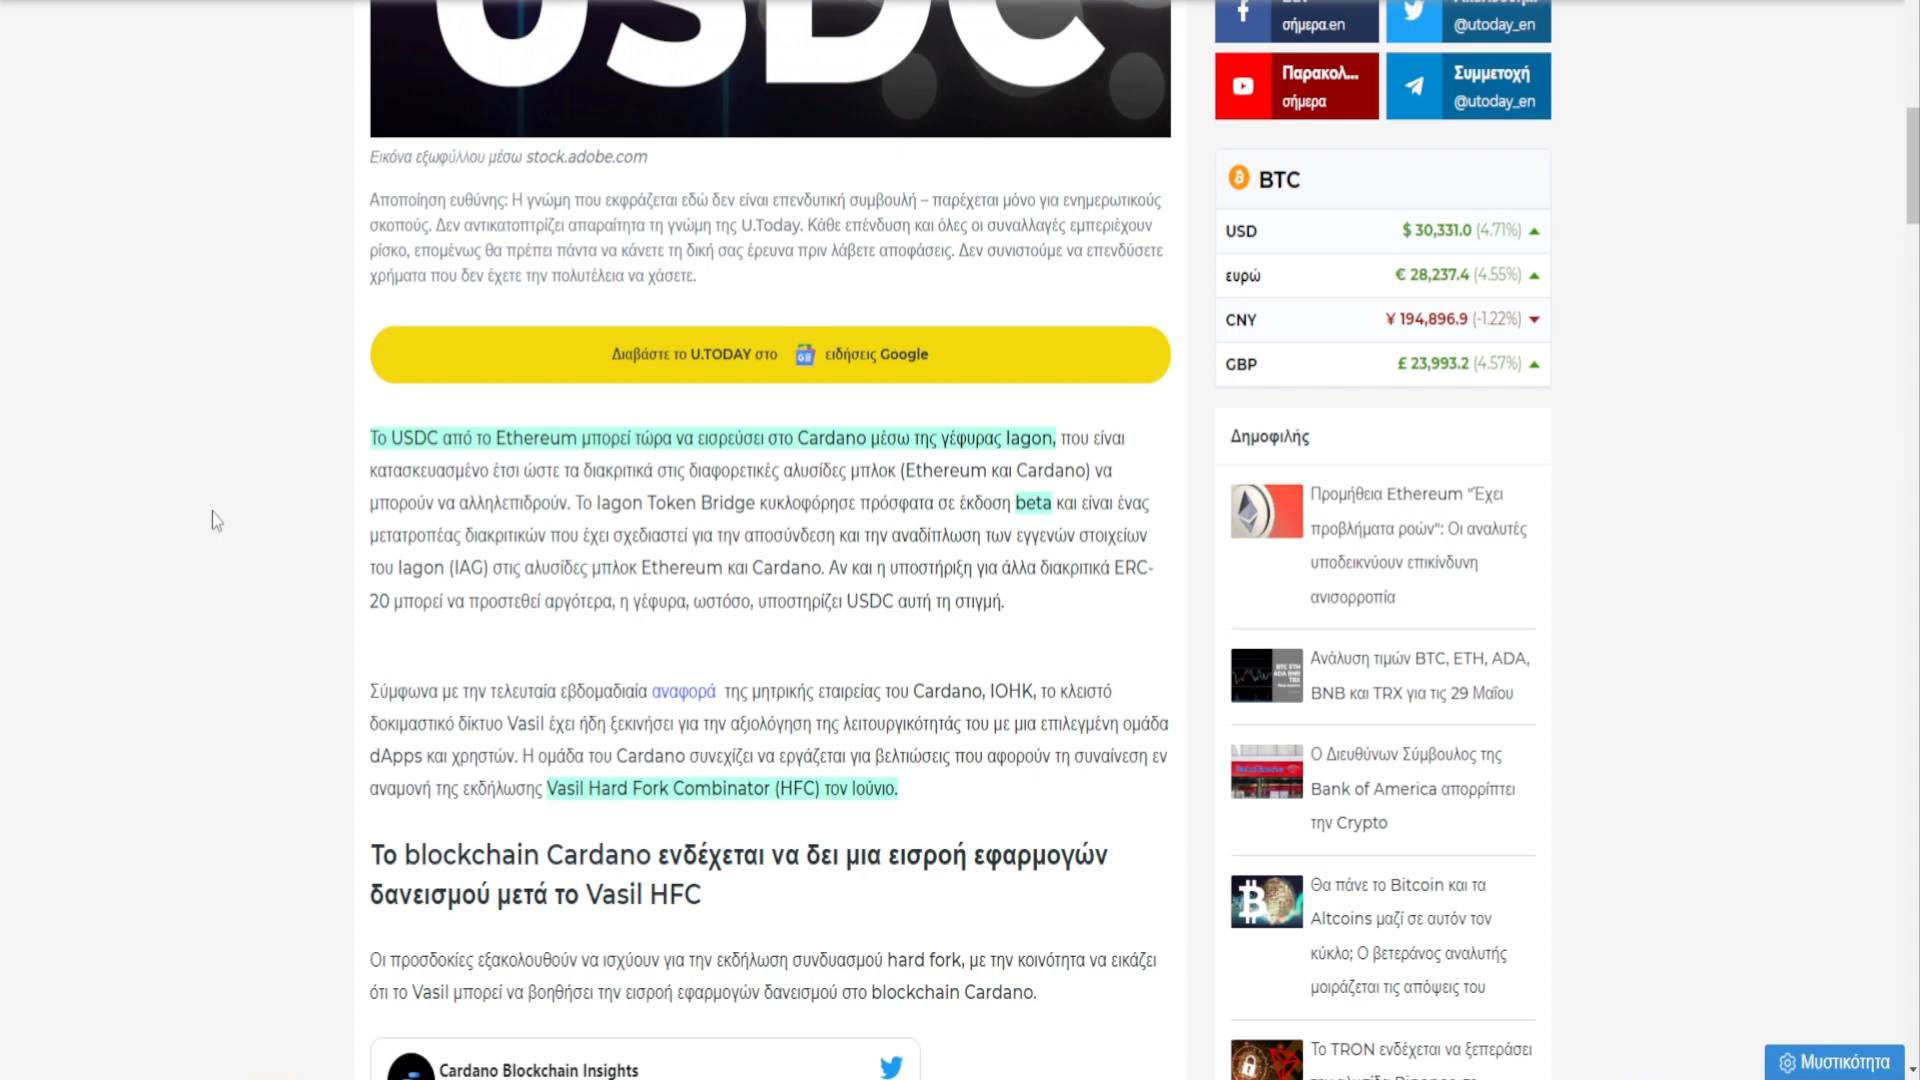 USDC
Εικόνα εξωφύλλου μέσω stock.adobe.com
Αποποίηση ευθύνης: Η γνώμη που εκφράζεται εδώ δεν είναι επενδυτική συμβουλή – παρέχεται μόνο για ενημερωτικούς
σκοπούς. Δεν αντικατοπτρίζει απαραίτητα τη γνώμη της U.Today. Κάθε επένδυση και όλες οι συναλλαγές εμπεριέχουν
ρίσκο, επομένως θα πρέπει πάντα να κάνετε τη δική σας έρευνα πριν λάβετε αποφάσεις. Δεν συνιστούμε να επενδύσετε
χρήματα που δεν έχετε την πολυτέλεια να χάσετε.
Διαβάστε το U.TODAY στο ειδήσεις Google
Το USDC από το Ethereum μπορεί τώρα να εισρεύσει στο Cardano μέσω της γέφυρας Iagon, που είναι
κατασκευασμένο έτσι ώστε τα διακριτικά στις διαφορετικές αλυσίδες μπλοκ (Ethereum και Cardano) να
μπορούν να αλληλεπιδρούν. Το Iagon Token Bridge κυκλοφόρησε πρόσφατα σε έκδοση beta και είναι ένας
μετατροπέας διακριτικών που έχει σχεδιαστεί για την αποσύνδεση και την αναδίπλωση των εγγενών στοιχείων
του Iagon (IAG) στις αλυσίδες μπλοκ Ethereum και Cardano. Αν και η υποστήριξη για άλλα διακριτικά ERC-
20 μπορεί να προστεθεί αργότερα, η γέφυρα, ωστόσο, υποστηρίζει USDC αυτή τη στιγμή.
Σύμφωνα με την τελευταία εβδομαδιαία αναφορά της μητρικής εταιρείας του Cardano, IOHK, το κλειστό
δοκιμαστικό δίκτυο Vasil έχει ήδη ξεκινήσει για την αξιολόγηση της λειτουργικότητάς του με μια επιλεγμένη ομάδα
dApps και χρηστών. Η ομάδα του Cardano συνεχίζει να εργάζεται για βελτιώσεις που αφορούν τη συναίνεση εν
αναμονή της εκδήλωσης Vasil Hard Fork Combinator (HFC) τον Ιούνιο.
Το blockchain Cardano ενδέχεται να δει μια εισροή εφαρμογών
δανεισμού μετά το Vasil HFC
Οι προσδοκίες εξακολουθούν να ισχύουν για την εκδήλωση συνδυασμού hard fork, με την κοινότητα να εικάζει
ότι το Vasil μπορεί να βοηθήσει την εισροή εφαρμογών δανεισμού στο blockchain Cardano.
Cardano Blockchain Insights
σήμερα.en
@utoday_en
Παρακολ...
σήμερα
Συμμετοχή
@utoday_en
BTC
USD $ 30,331.0 (4.71%)
ευρώ € 28,237.4 (4.55%)
CNY ¥ 194,896.9 (-1.22%)
GBP £ 23,993.2 (4.57%)
Δημοφιλής
Προμήθεια Ethereum "Έχει
προβλήματα ροών": Οι αναλυτές
υποδεικνύουν επικίνδυνη
ανισορροπία
Ανάλυση τιμών BTC, ETH, ADA,
BNB και TRX για τις 29 Μαΐου
Ο Διευθύνων Σύμβουλος της
Bank of America απορρίπτει
την Crypto
Θα πάνε το Bitcoin και τα
Altcoins μαζί σε αυτόν τον
κύκλο; Ο βετεράνος αναλυτής
μοιράζεται τις απόψεις του
Το TRON ενδέχεται να ξεπεράσει
Μυστικότητα